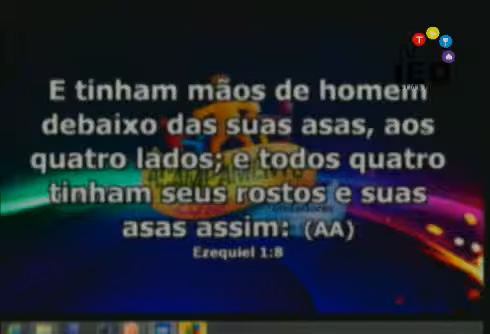 E tinham mãos de homem
debaixo das suas asas, aos
quatro lados; e todos quatro
tinham seus rostos e suas
asas assim: (AA)
Ezequiel 1:8